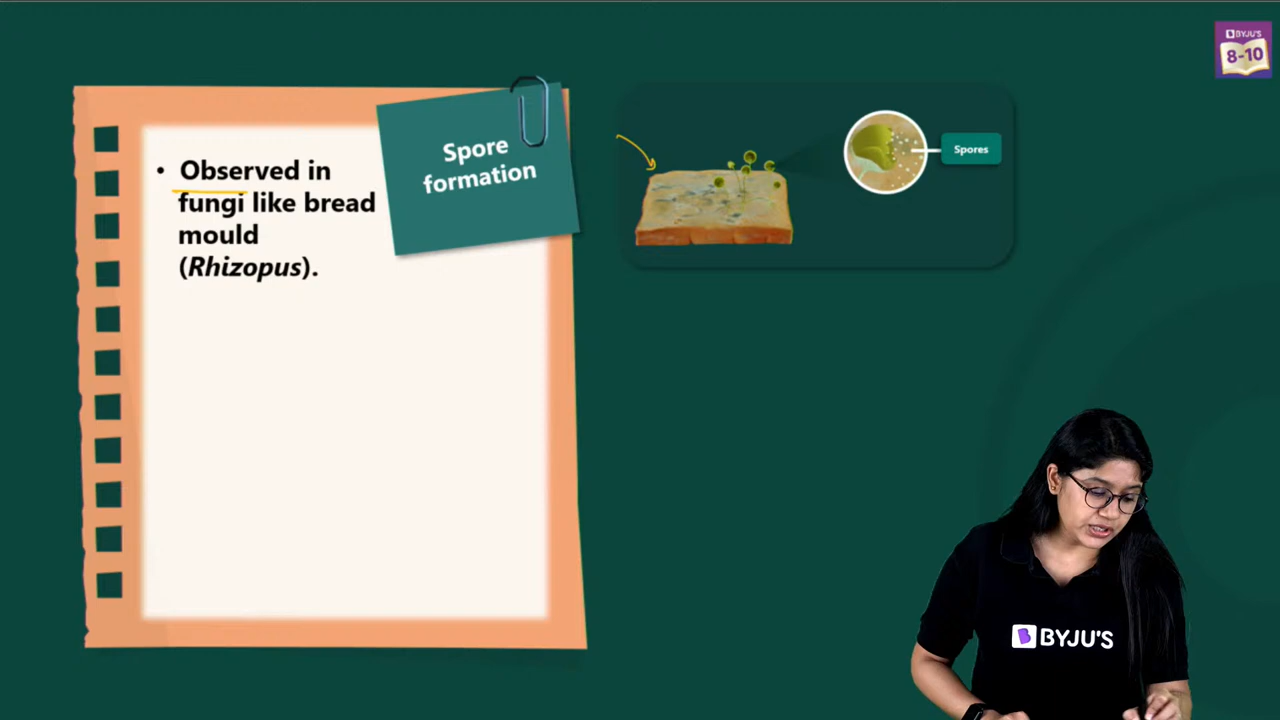 BYJU'S
8-10
Spore
formation
• Observed in
fungi like bread
mould
(Rhizopus).
Spores
BYJU'S